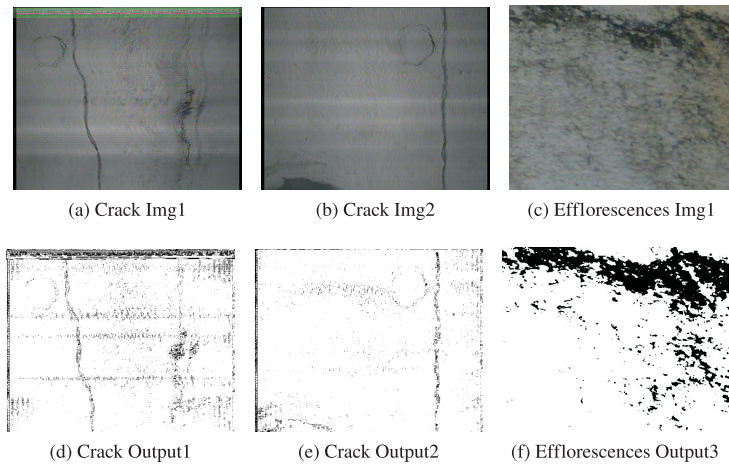 (a) Crack Img1
(b) Crack Img2
(c) Efflorescences Img1
(d) Crack Output1
(e) Crack Output2
(f) Efflorescences Output3